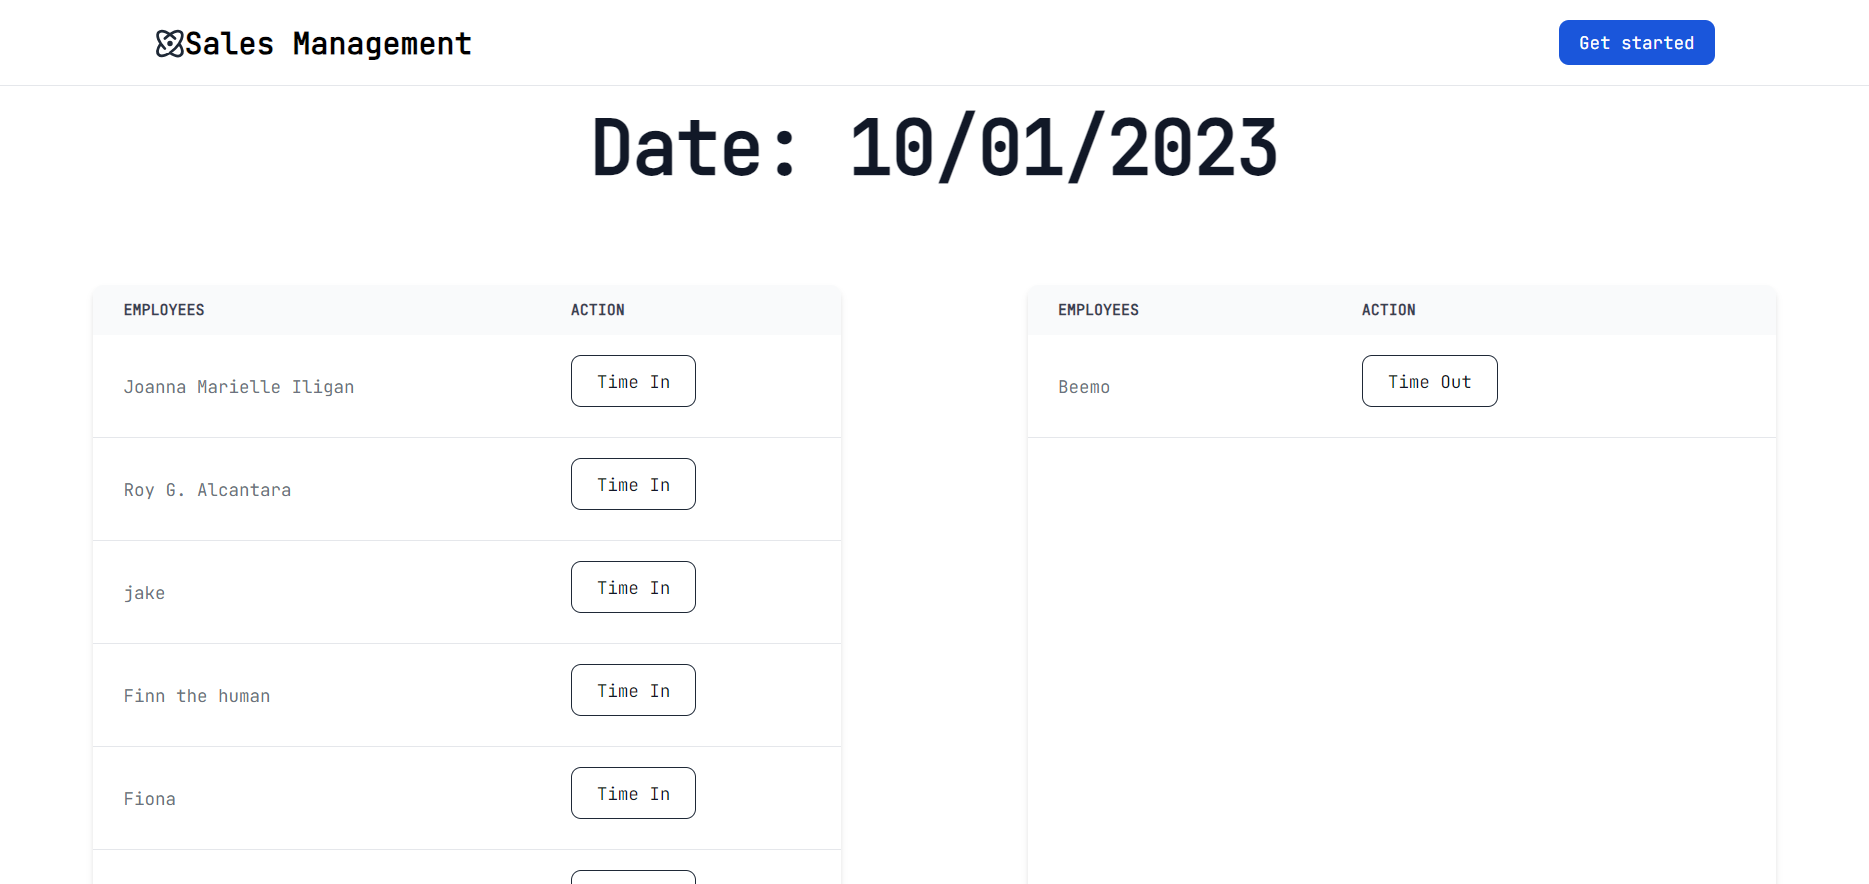 Sales Management
Get started
Date: 10/01/2023
EMPLOYEES ACTION
Joanna Marielle Iligan Time In
Roy G. Alcantara Time In
jake Time In
Finn the human Time In
Fiona Time In
EMPLOYEES ACTION
Beemo Time Out